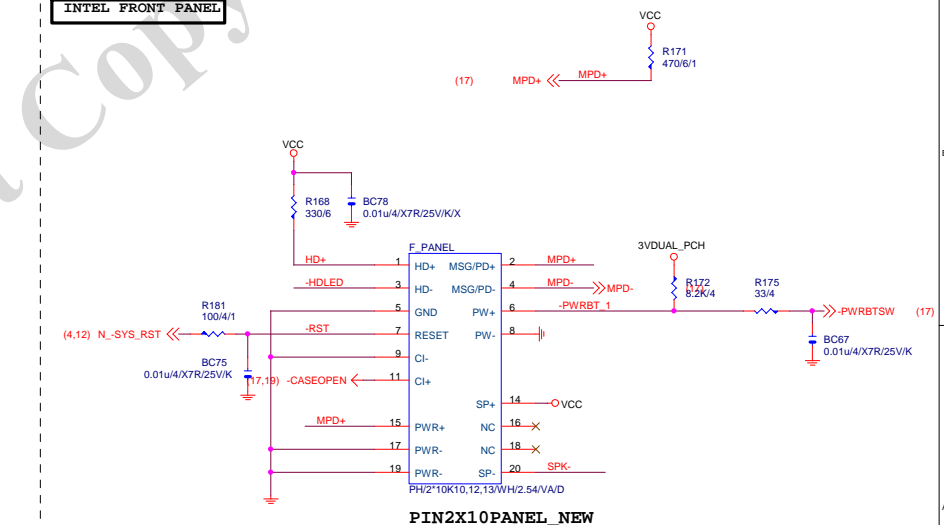 INTEL FRONT PANEL
Copy
VCC
R171
470/6/1
(17) MPD+ MPD+
VCC
R168
330/6
BC78
0.01u/4/X7R/25V/K/X
F_PANEL
3VDUAL_PCH
HD+ 1 HD+ MSG/PD+ 2 MPD+
-HDLED 3 HD- MSG/PD- 4 MPD- MPD-
R172
8.2K/4
R175
33/4
R181
100/4/1
5 GND PW+ 6 -PWRBT_1
-PWRBTSW (17)
(4,12) N_-SYS_RST -RST 7 RESET PW- 8
BC67
0.01u/4/X7R/25V/K
BC75
0.01u/4/X7R/25V/K
9 CI-
(17,19) -CASEOPEN 11 CI+
SP+ 14 VCC
MPD+ 15 PWR+ NC 16
17 PWR- NC 18
19 PWR- SP- 20 SPK-
PH/2*10K10,12,13/WH/2.54/VA/D
PIN2X10PANEL_NEW